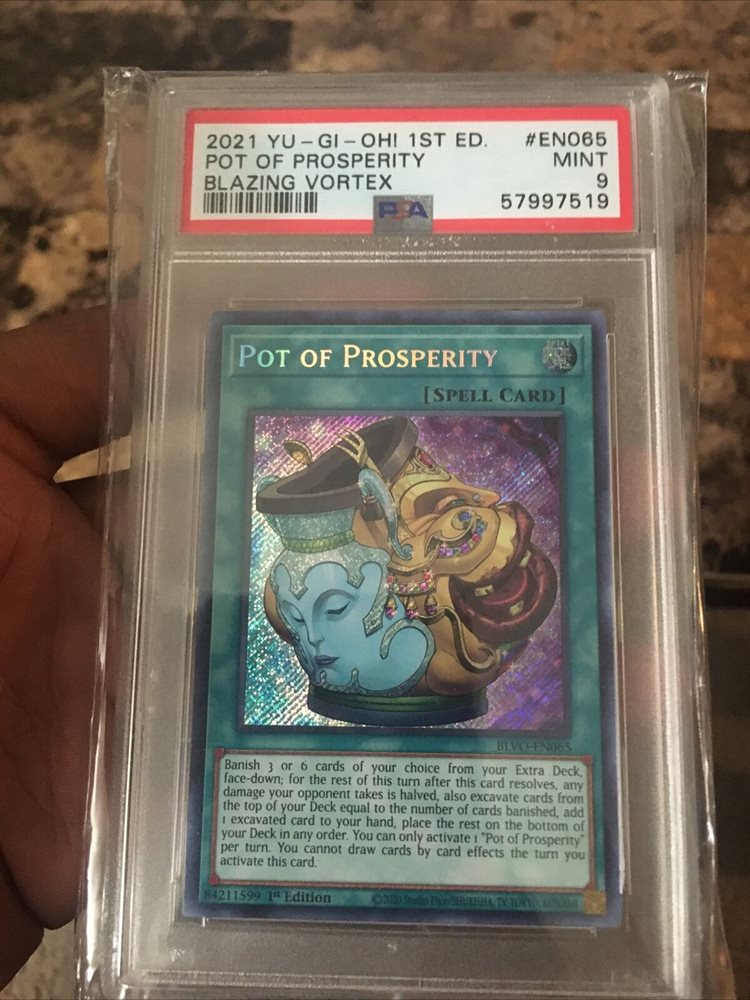 2021 YU-GI-OH! 1ST ED. #EN065
POT OF PROSPERITY MINT
BLAZING VORTEX 9
PSA 57997519
POT OF PROSPERITY
[SPELL CARD]
BLVO-EN065
Banish 3 or 6 cards of your choice from your Extra Deck,
face-down; for the rest of this turn after this card resolves, any
damage your opponent takes is halved, also excavate cards from
the top of your Deck equal to the number of cards banished, add
1 excavated card to your hand, place the rest on the bottom of
your Deck in any order. You can only activate 1 "Pot of Prosperity"
per turn. You cannot draw cards by card effects the turn you
activate this card.
84211599 1st Edition ©2020 Studio Dice/SHUEISHA, TV TOKYO, KONAMI